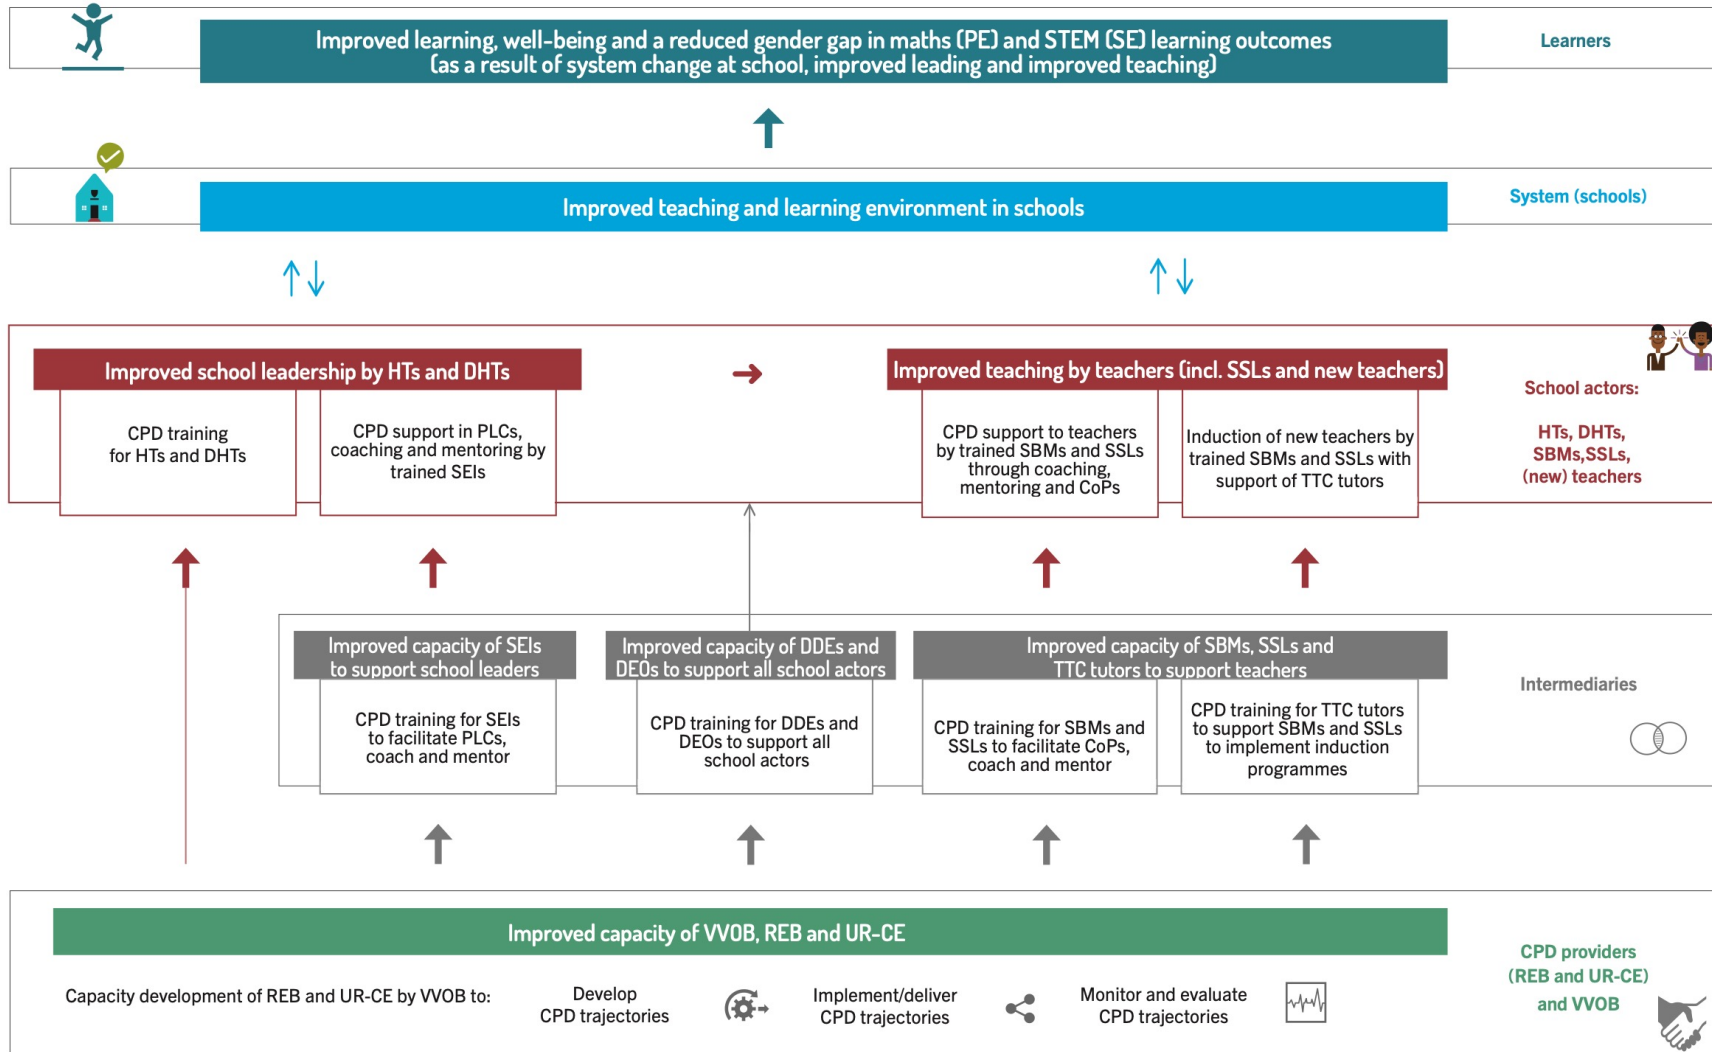 Improved learning, well-being and a reduced gender gap in maths (PE) and STEM (SE) learning outcomes
(as a result of system change at school, improved leading and improved teaching)
Learners
Improved teaching and learning environment in schools
System (schools)
Improved school leadership by HTs and DHTs
CPD training
for HTs and DHTs
CPD support in PLCs,
coaching and mentoring by
trained SEIs
Improved teaching by teachers (incl. SSLs and new teachers)
CPD support to teachers
by trained SBMs and SSLs
through coaching,
mentoring and CoPs
Induction of new teachers by
trained SBMs and SSLs with
support of TTC tutors
School actors:
HTs, DHTs,
SBMs,SSLs,
(new) teachers
Improved capacity of SEIs
to support school leaders
CPD training for SEIs
to facilitate PLCs,
coach and mentor
Improved capacity of DDEs and
DEOs to support all school actors
CPD training for DDEs and
DEOs to support all
school actors
Improved capacity of SBMs, SSLs and
TTC tutors to support teachers
CPD training for SBMs and
SSLs to facilitate CoPs,
coach and mentor
CPD training for TTC tutors
to support SBMs and SSLs
to implement induction
programmes
Intermediaries
Improved capacity of VVOB, REB and UR-CE
Capacity development of REB and UR-CE by VVOB to:
Develop
CPD trajectories
Implement/deliver
CPD trajectories
Monitor and evaluate
CPD trajectories
CPD providers
(REB and UR-CE)
and VVOB